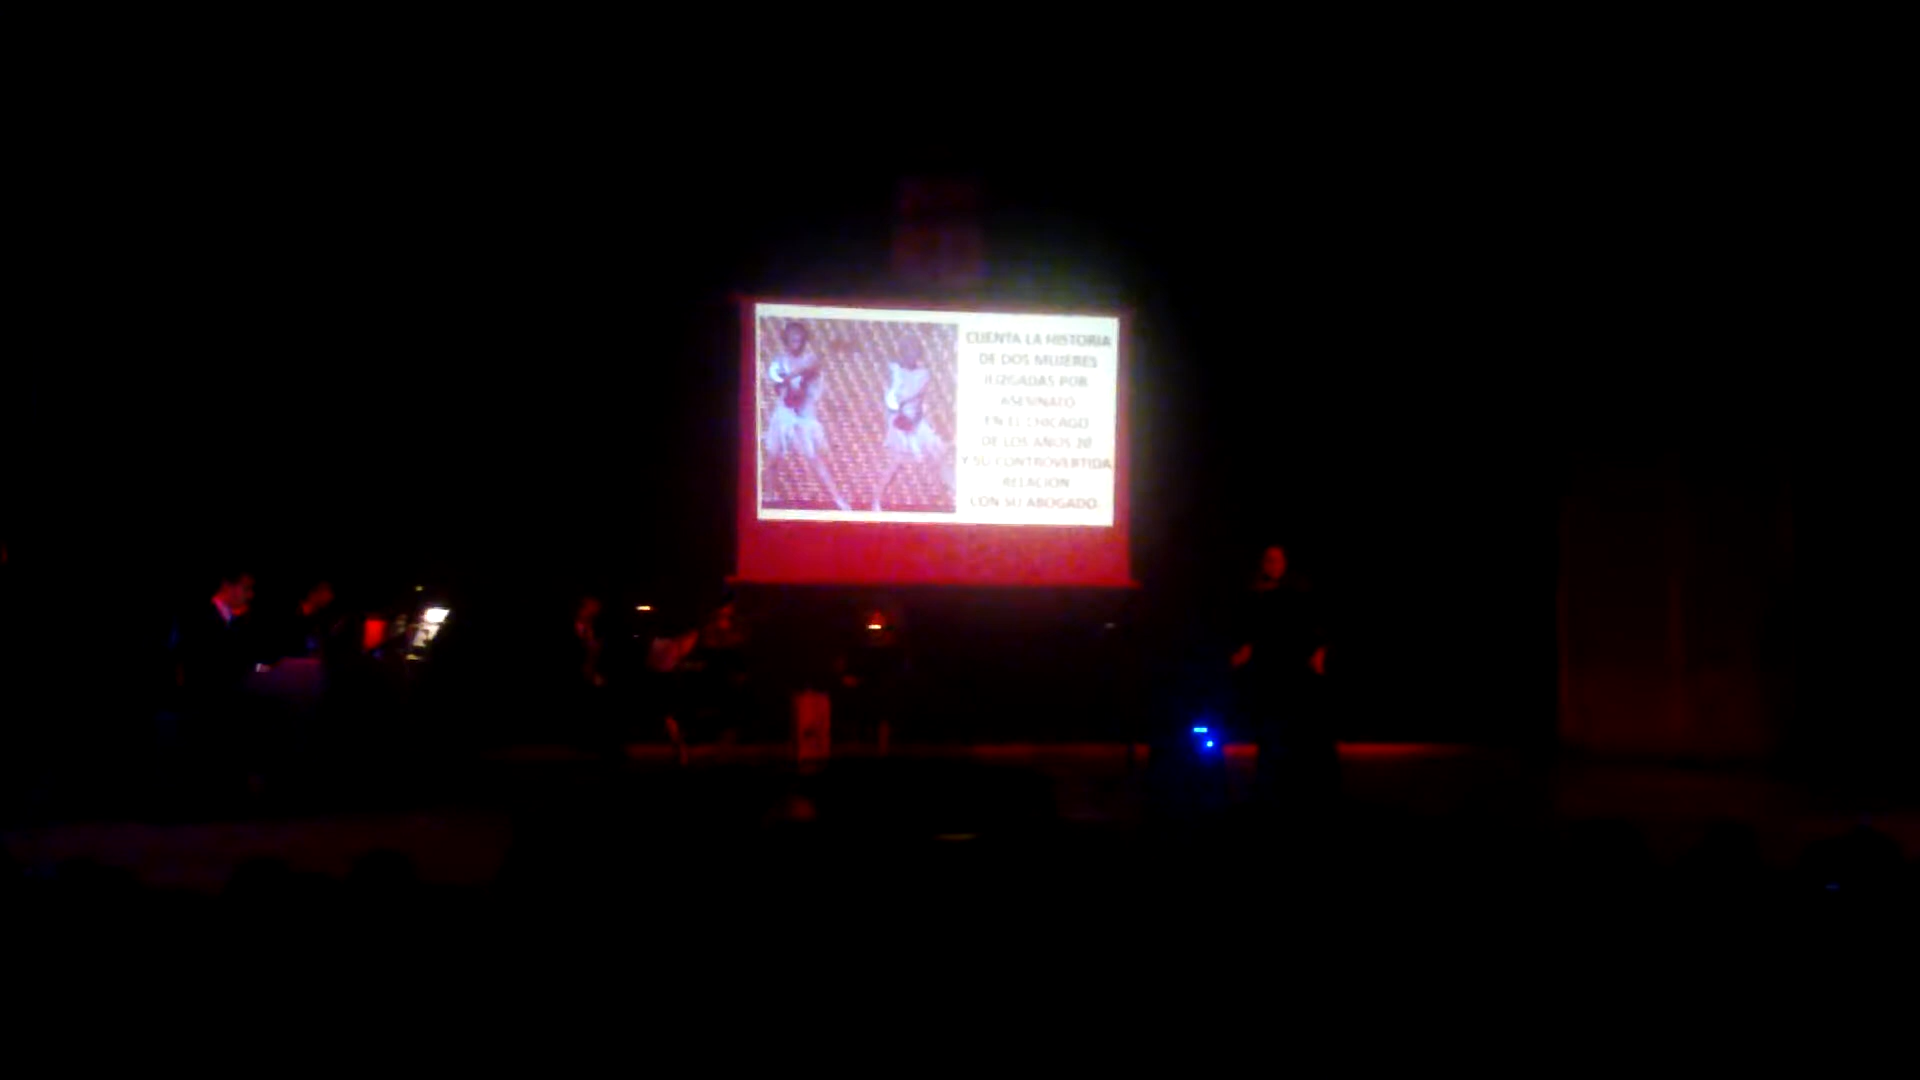 CUENTA LA HISTORIA
DE DOS MUJERES
JUZGADAS POR
ASESINATO
EN EL CHICAGO
DE LOS AÑOS 20
Y SU CONTROVERTIDA
RELACION
CON SU ABOGADO.